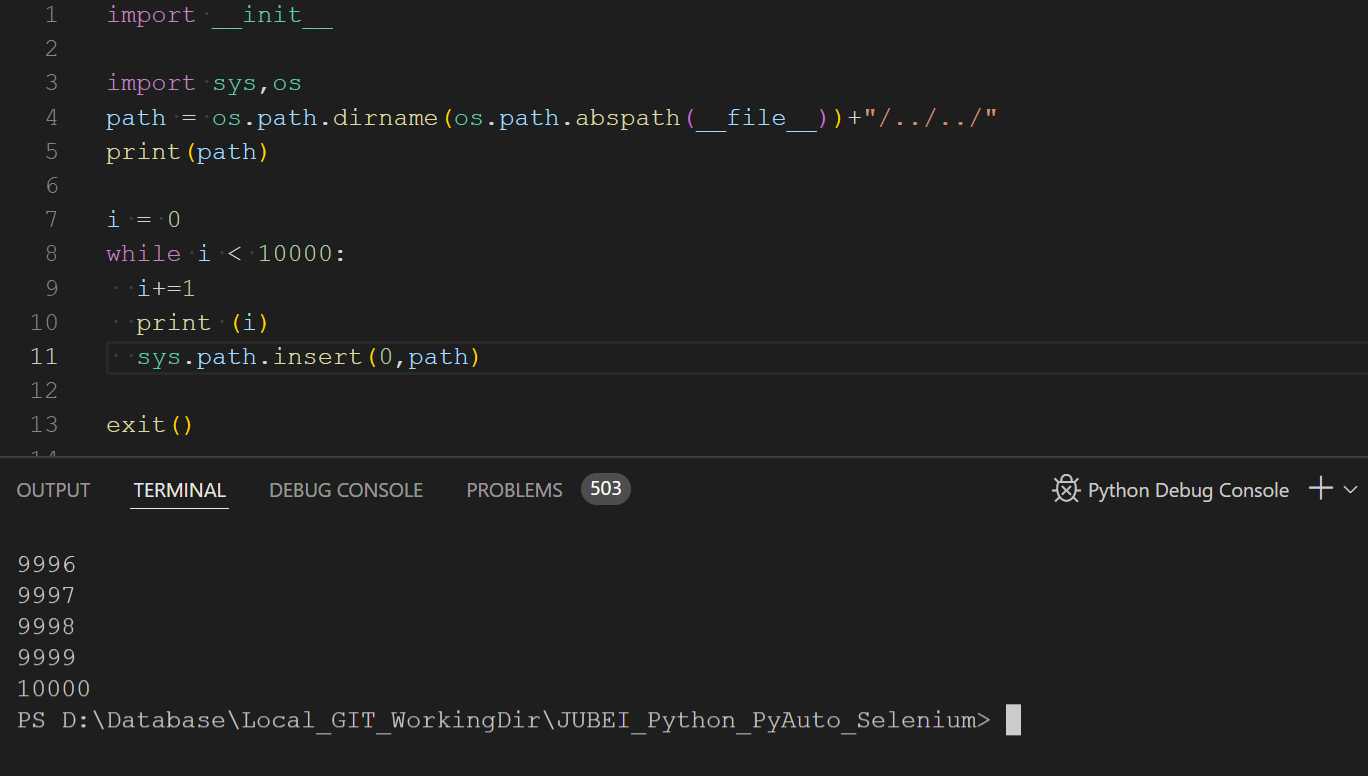 1 import __init__
2
3 import sys,os
4 path = os.path.dirname(os.path.abspath(__file__))+"/../../"
5 print(path)
6
7 i = 0
8 while i < 10000:
9   i+=1
10   print (i)
11   sys.path.insert(0,path)
12
13 exit()
14
OUTPUT TERMINAL DEBUG CONSOLE PROBLEMS 503 Python Debug Console
9996
9997
9998
9999
10000
PS D:\Database\Local_GIT_WorkingDir\JUBEI_Python_PyAuto_Selenium>